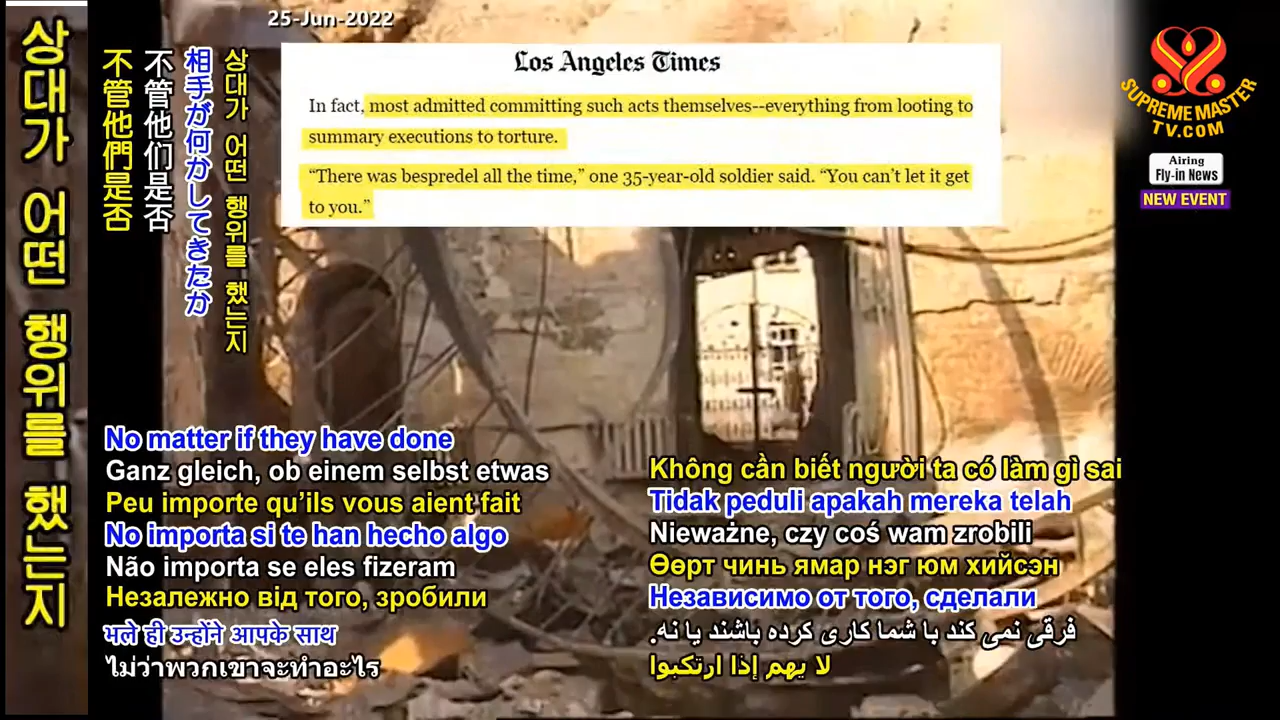 25-Jun-2022
Los Angeles Times
In fact, most admitted committing such acts themselves--everything from looting to
summary executions to torture.
“There was bespredel all the time,” one 35-year-old soldier said. “You can’t let it get
to you.”
SUPREME MASTER
TV.COM
Airing
Fly-in News
NEW EVENT
상대가 어떤 행위를 했는지
不管他們是否
不管他们是否
相手が何かしてきたか
상대가 어떤 행위를 했는지
No matter if they have done
Ganz gleich, ob einem selbst etwas
Peu importe qu’ils vous aient fait
No importa si te han hecho algo
Não importa se eles fizeram
Незалежно від того, зробили
भले ही उन्होंने आपके साथ
ไม่ว่าพวกเขาจะทำอะไร
Không cần biết người ta có làm gì sai
Tidak peduli apakah mereka telah
Nieważne, czy coś wam zrobili
Өөрт чинь ямар нэг юм хийсэн
Независимо от того, сделали
فرقی نمی کند با شما کاری کرده باشند یا نه.
لا يهم إذا ارتكبوا